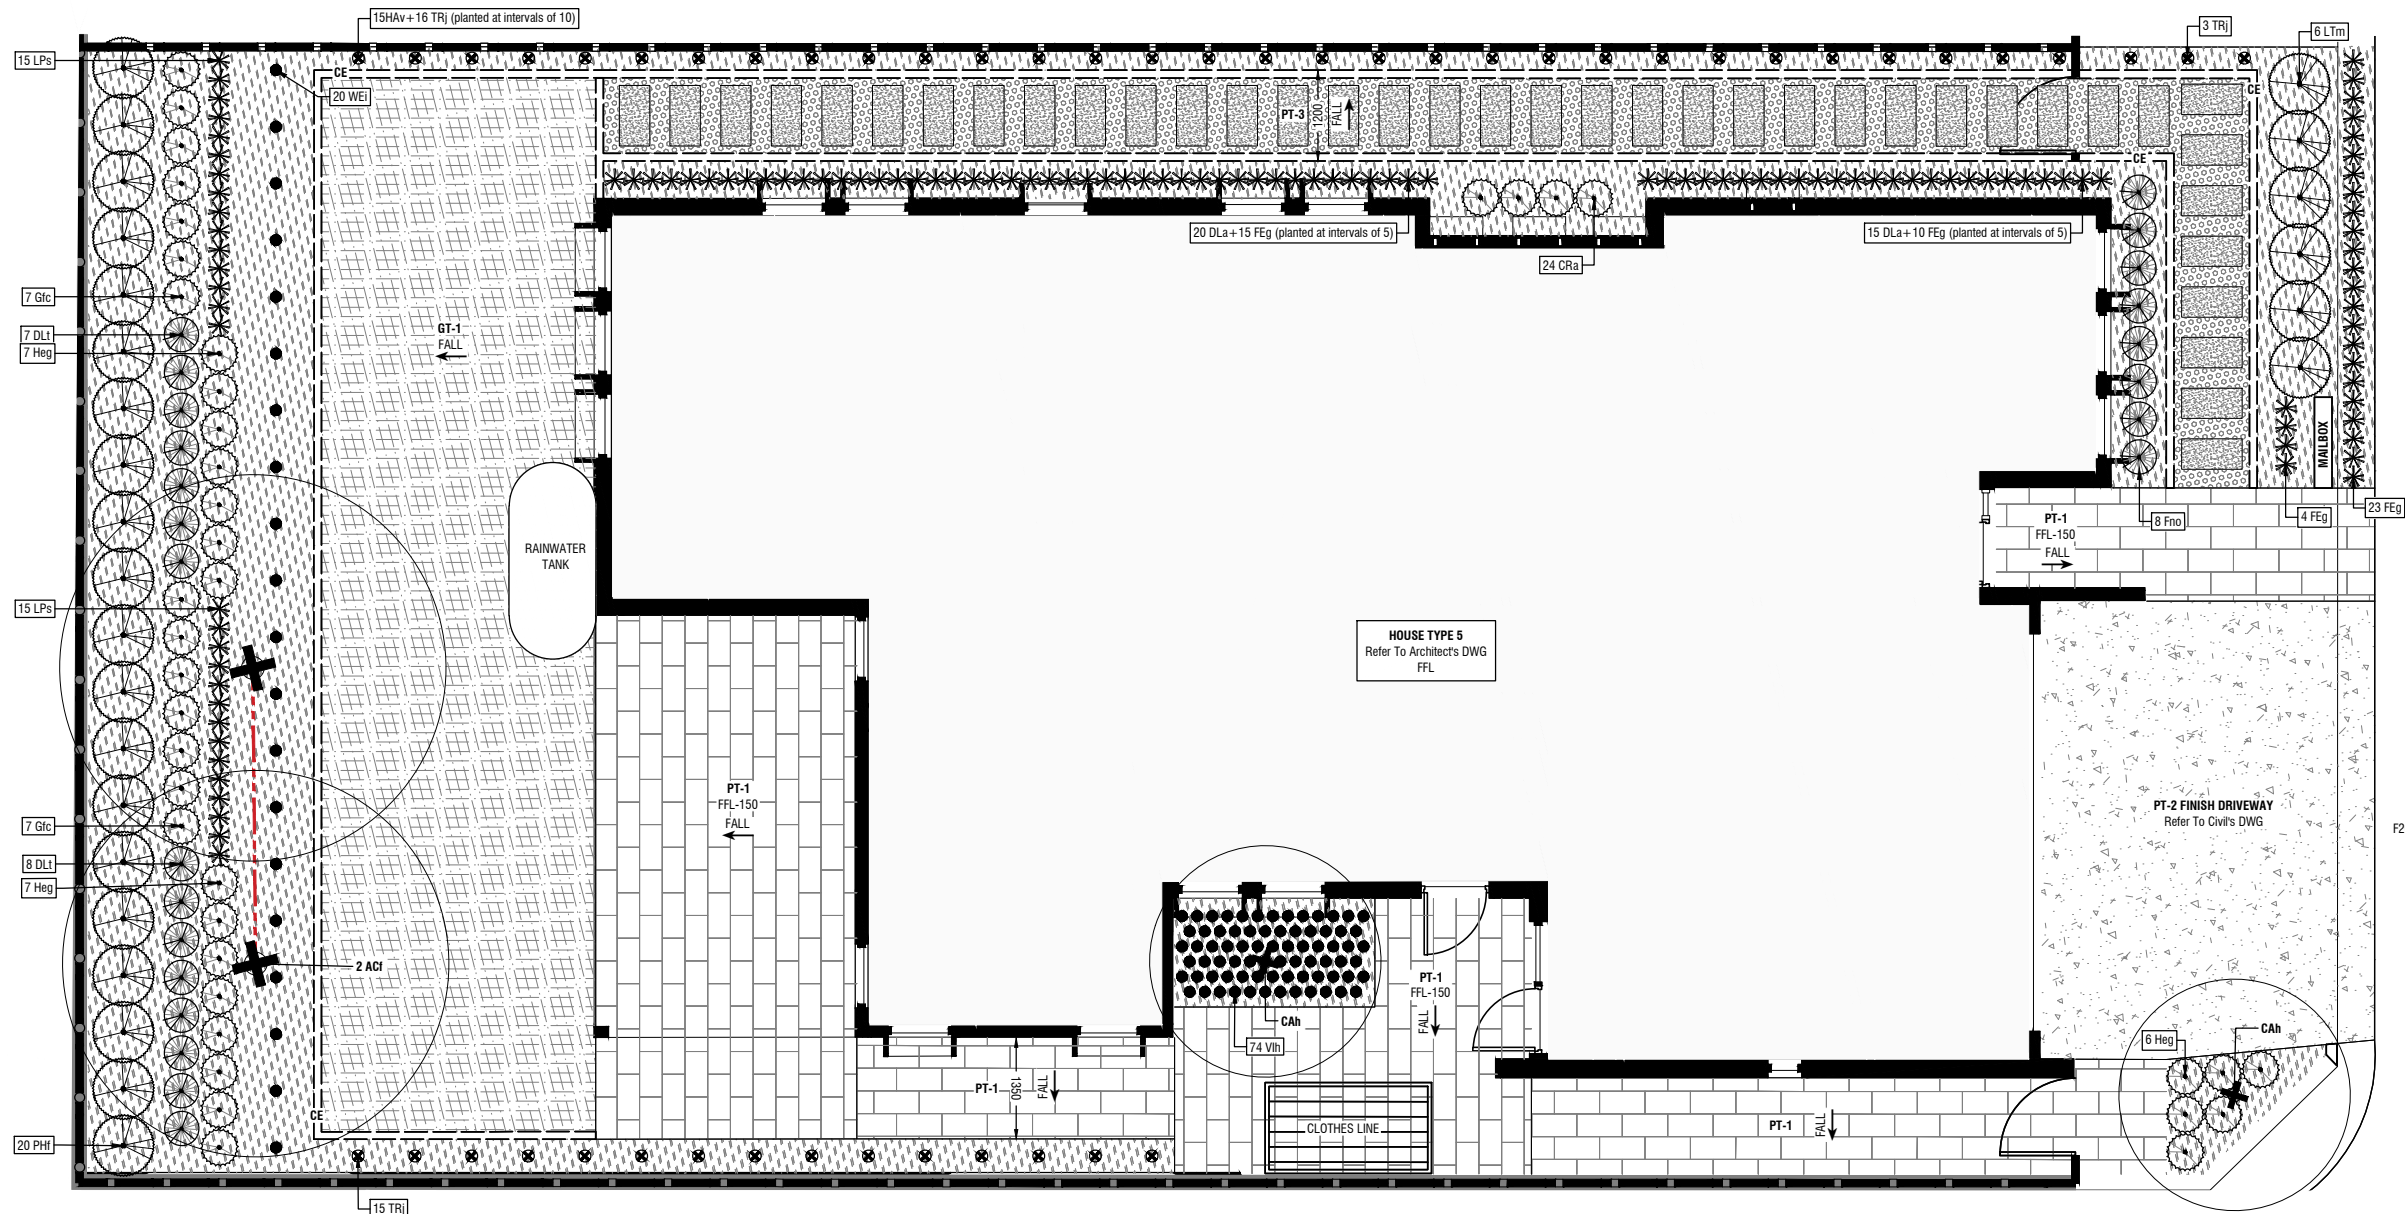 15HAv+16 TRj (planted at intervals of 10)
3 TRj
6 LTm
15 LPs
CE
20 WEi
CE
PT-3
1200
FALL
CE
20 DLa+15 FEg (planted at intervals of 5)
15 DLa+10 FEg (planted at intervals of 5)
24 CRa
7 Gfc
7 DLt
7 Heg
GT-1
FALL
MAILBOX
23 FEg
4 FEg
8 Fno
PT-1
FFL-150
FALL
RAINWATER
TANK
15 LPs
HOUSE TYPE 5
Refer To Architect's DWG
FFL
PT-1
FFL-150
FALL
PT-2 FINISH DRIVEWAY
Refer To Civil's DWG
F2
7 Gfc
8 DLt
7 Heg
2 ACf
PT-1
FFL-150
FALL
CAh
74 Vlh
CAh
6 Heg
PT-1
1350
FALL
CE
CLOTHES LINE
PT-1
FALL
20 PHf
15 TRj